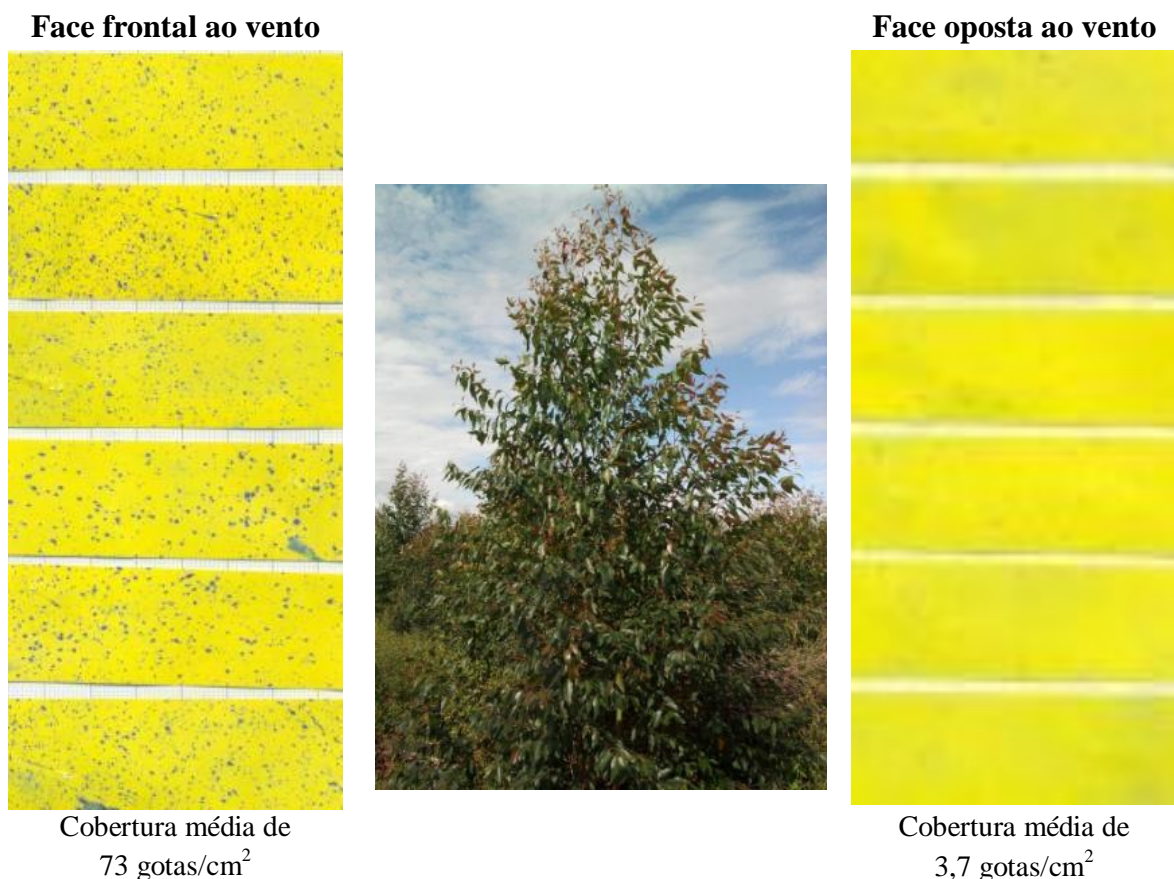 Face frontal ao vento
Face oposta ao vento
Cobertura média de
73 gotas/cm²
Cobertura média de
3,7 gotas/cm²